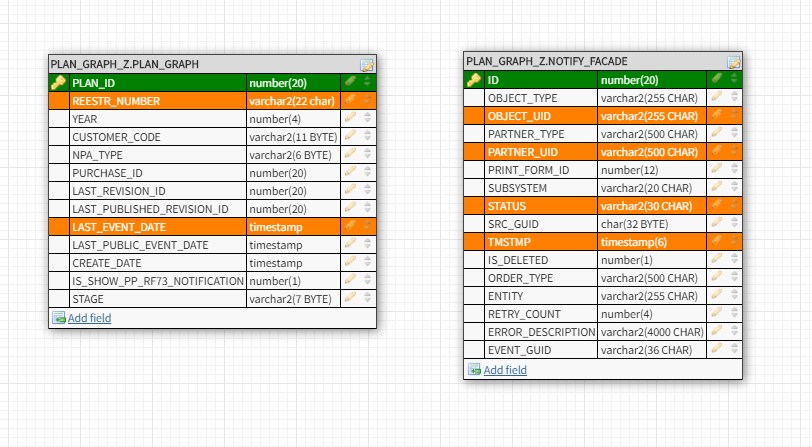 PLAN_GRAPH_Z.PLAN_GRAPH
PLAN_ID number(20)
REESTR_NUMBER varchar2(22 char)
YEAR number(4)
CUSTOMER_CODE varchar2(11 BYTE)
NPA_TYPE varchar2(6 BYTE)
PURCHASE_ID number(20)
LAST_REVISION_ID number(20)
LAST_PUBLISHED_REVISION_ID number(20)
LAST_EVENT_DATE timestamp
LAST_PUBLIC_EVENT_DATE timestamp
CREATE_DATE timestamp
IS_SHOW_PP_RF73_NOTIFICATION number(1)
STAGE varchar2(7 BYTE)
Add field
PLAN_GRAPH_Z.NOTIFY_FACADE
ID number(20)
OBJECT_TYPE varchar2(255 CHAR)
OBJECT_UID varchar2(255 CHAR)
PARTNER_TYPE varchar2(500 CHAR)
PARTNER_UID varchar2(500 CHAR)
PRINT_FORM_ID number(12)
SUBSYSTEM varchar2(20 CHAR)
STATUS varchar2(30 CHAR)
SRC_GUID char(32 BYTE)
TMSTMP timestamp(6)
IS_DELETED number(1)
ORDER_TYPE varchar2(500 CHAR)
ENTITY varchar2(255 CHAR)
RETRY_COUNT number(4)
ERROR_DESCRIPTION varchar2(4000 CHAR)
EVENT_GUID varchar2(36 CHAR)
Add field